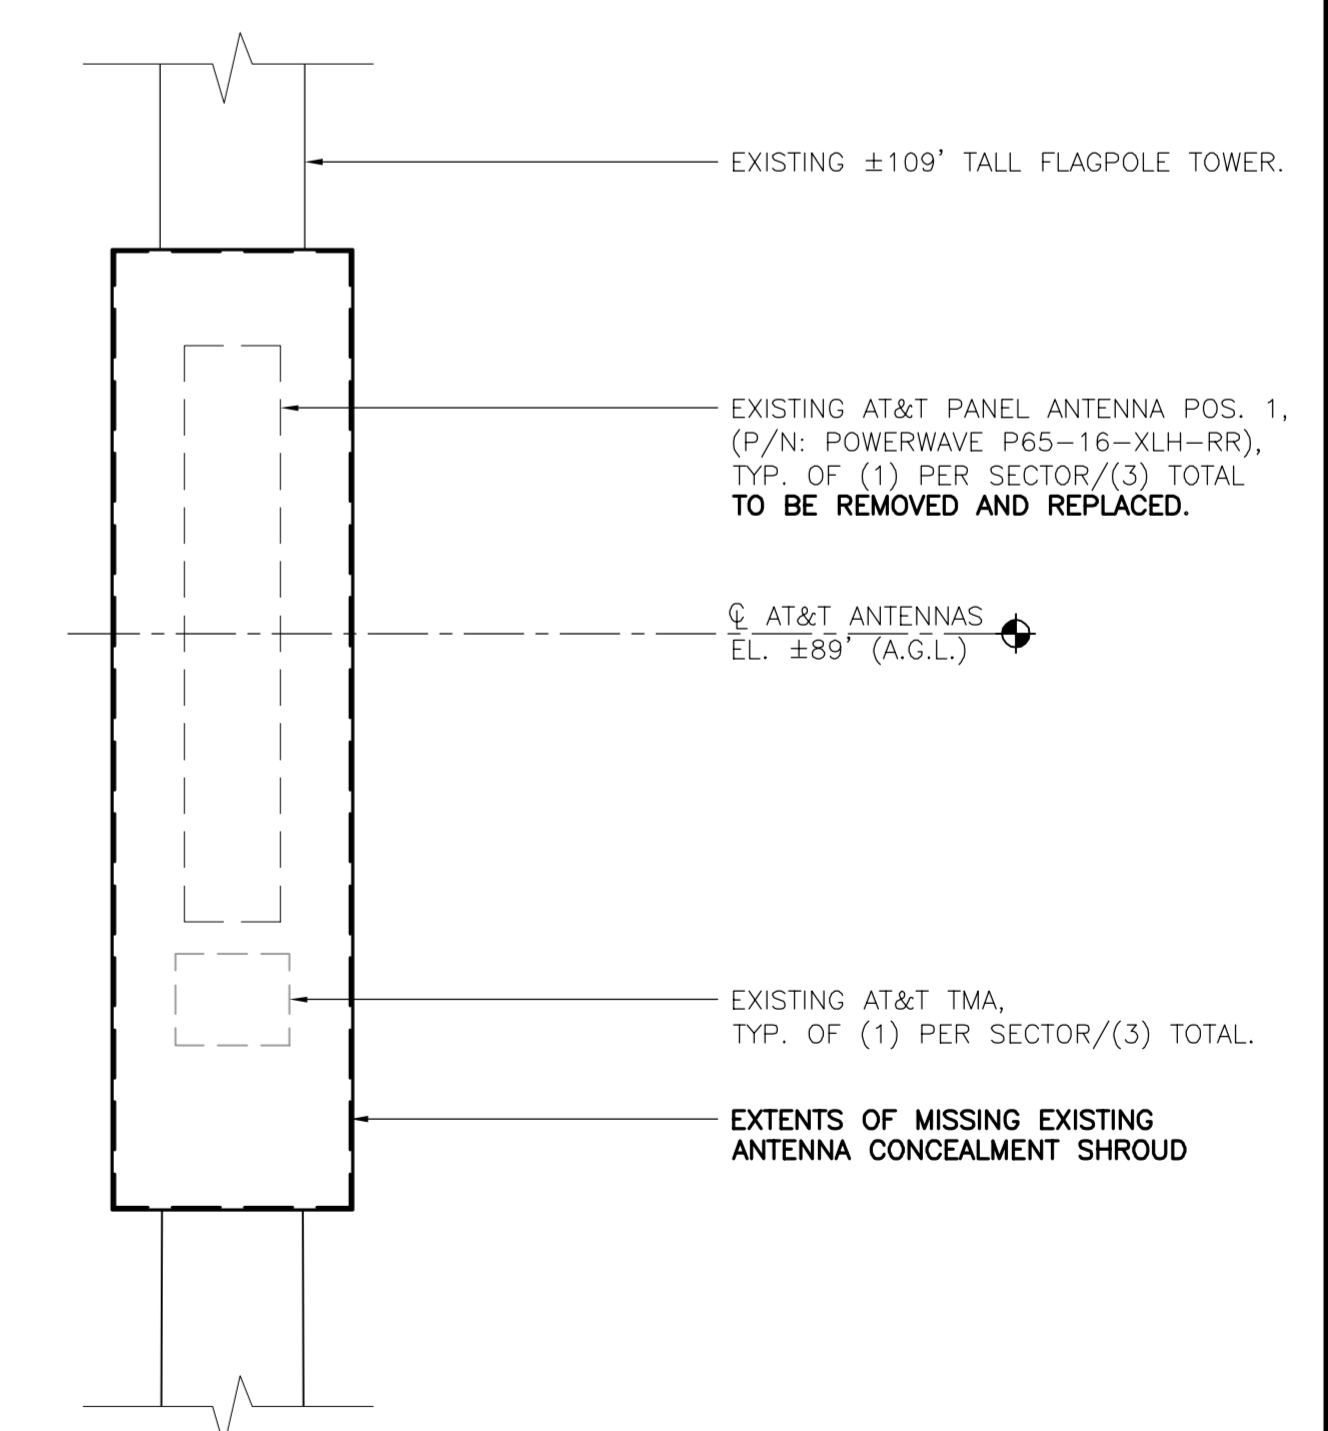 EXISTING ±109' TALL FLAGPOLE TOWER.
EXISTING AT&T PANEL ANTENNA POS. 1,
(P/N: POWERWAVE P65-16-XLH-RR),
TYP. OF (1) PER SECTOR/(3) TOTAL
TO BE REMOVED AND REPLACED.
℄ AT&T ANTENNAS
EL. ±89' (A.G.L.)
EXISTING AT&T TMA,
TYP. OF (1) PER SECTOR/(3) TOTAL.
EXTENTS OF MISSING EXISTING
ANTENNA CONCEALMENT SHROUD